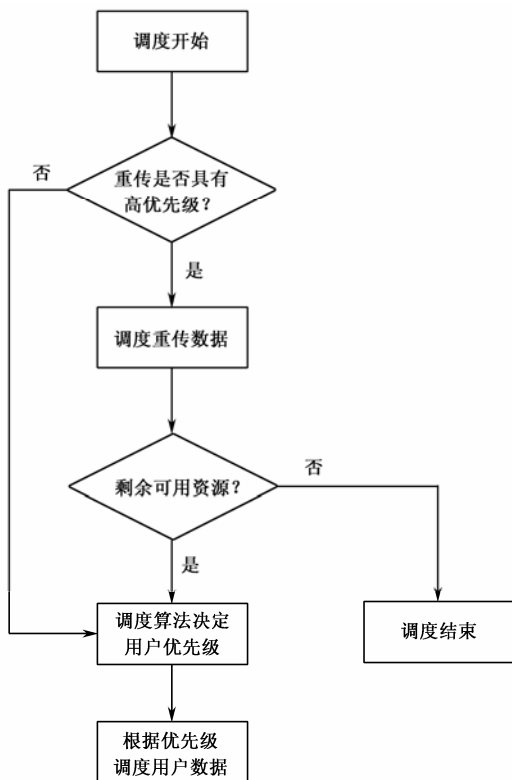 调度开始
否
重传是否具有
高优先级？
是
调度重传数据
否
剩余可用资源？
是
调度算法决定
用户优先级
调度结束
根据优先级
调度用户数据